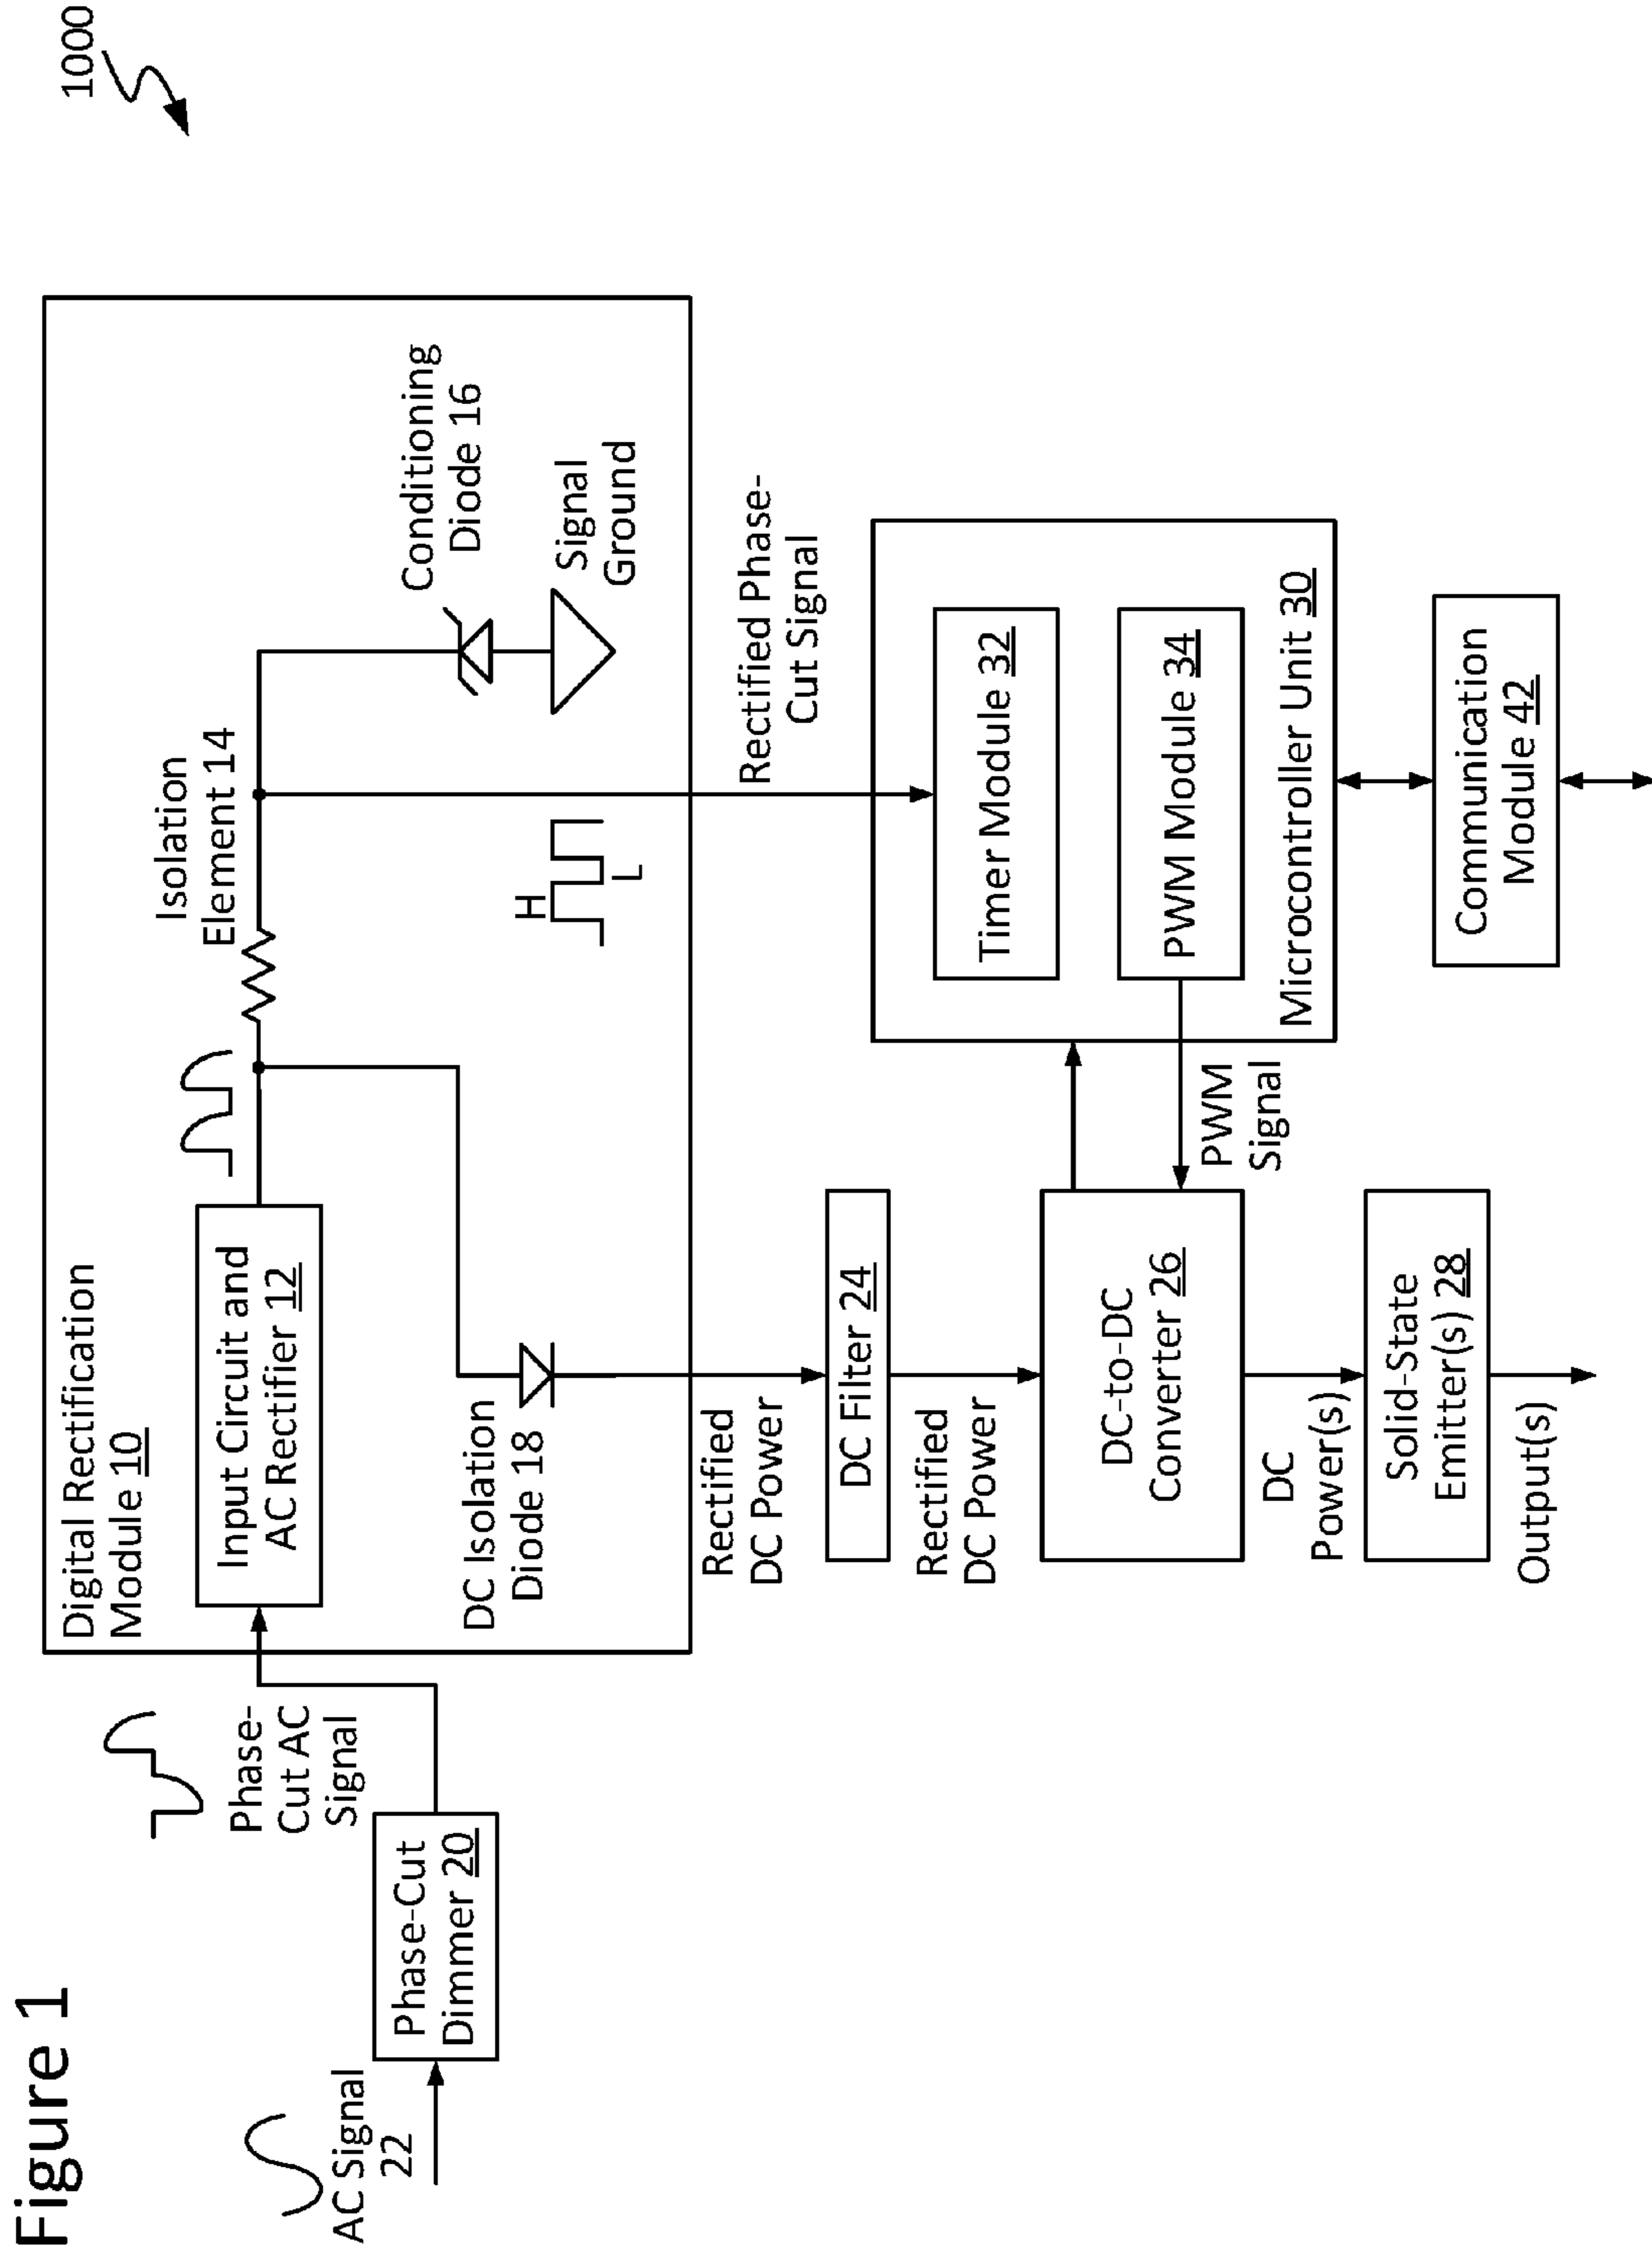 Figure 1
1000
Digital Rectification
Module 10
Input Circuit and
AC Rectifier 12
Isolation
Element 14
Conditioning
Diode 16
Signal
Ground
DC Isolation
Diode 18
H
L
AC Signal
22
Phase-Cut
Dimmer 20
Phase-
Cut AC
Signal
Rectified
DC Power
Rectified Phase-
Cut Signal
DC Filter 24
Rectified
DC Power
DC-to-DC
Converter 26
PWM
Signal
Timer Module 32
PWM Module 34
Microcontroller Unit 30
DC
Power(s)
Solid-State
Emitter(s) 28
Communication
Module 42
Output(s)